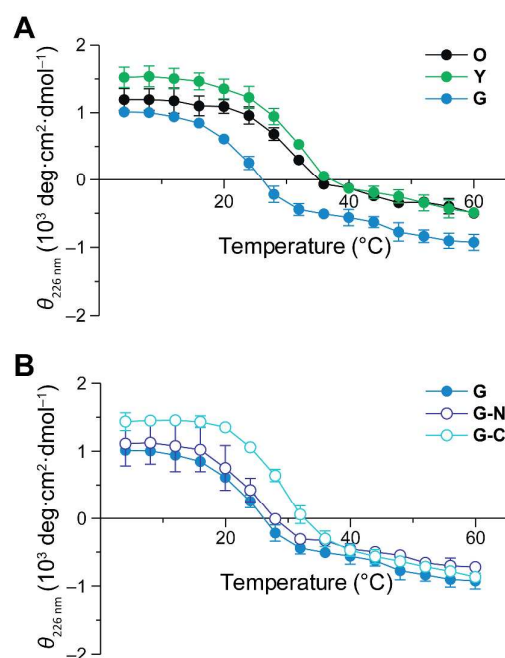 A
2
O
Y
G
1
0
20
40
60
Temperature (°C)
−1
−2
θ226 nm (10³ deg·cm²·dmol⁻¹)
B
2
G
G-N
G-C
1
0
20
40
60
Temperature (°C)
−1
−2
θ226 nm (10³ deg·cm²·dmol⁻¹)